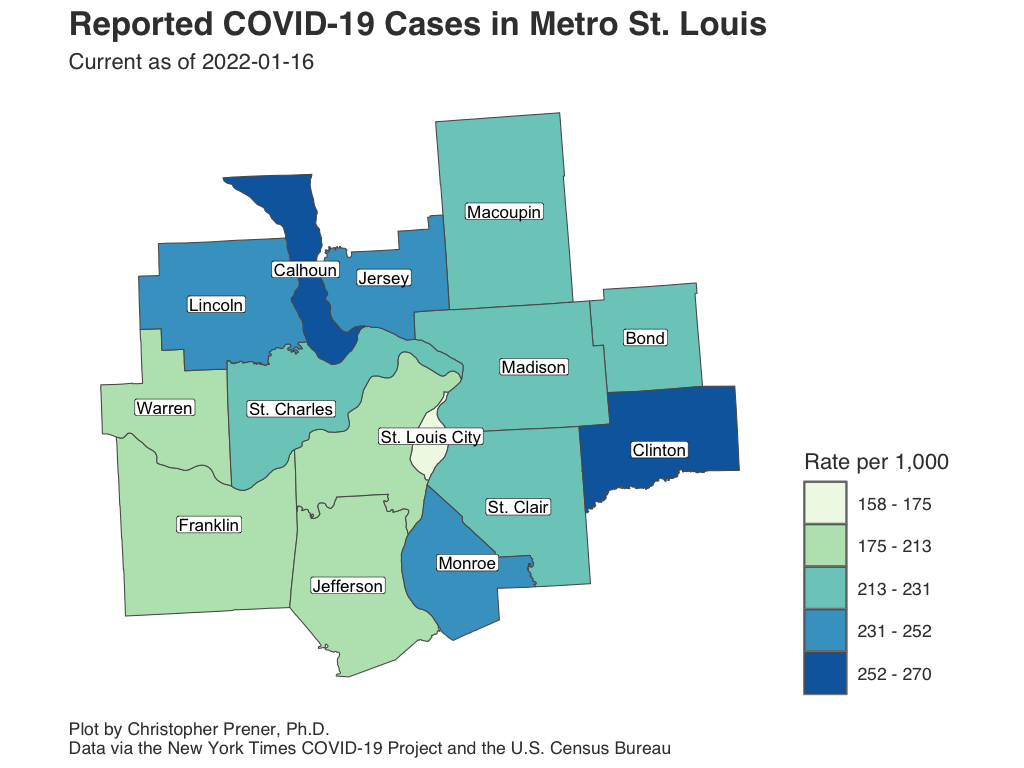 Reported COVID-19 Cases in Metro St. Louis
Current as of 2022-01-16
Macoupin
Calhoun
Jersey
Lincoln
Bond
Madison
Warren
St. Charles
St. Louis City
Clinton
Rate per 1,000
158 - 175
St. Clair
Franklin
175 - 213
Monroe
Jefferson
213 - 231
231 - 252
252 - 270
Plot by Christopher Prener, Ph.D.
Data via the New York Times COVID-19 Project and the U.S. Census Bureau